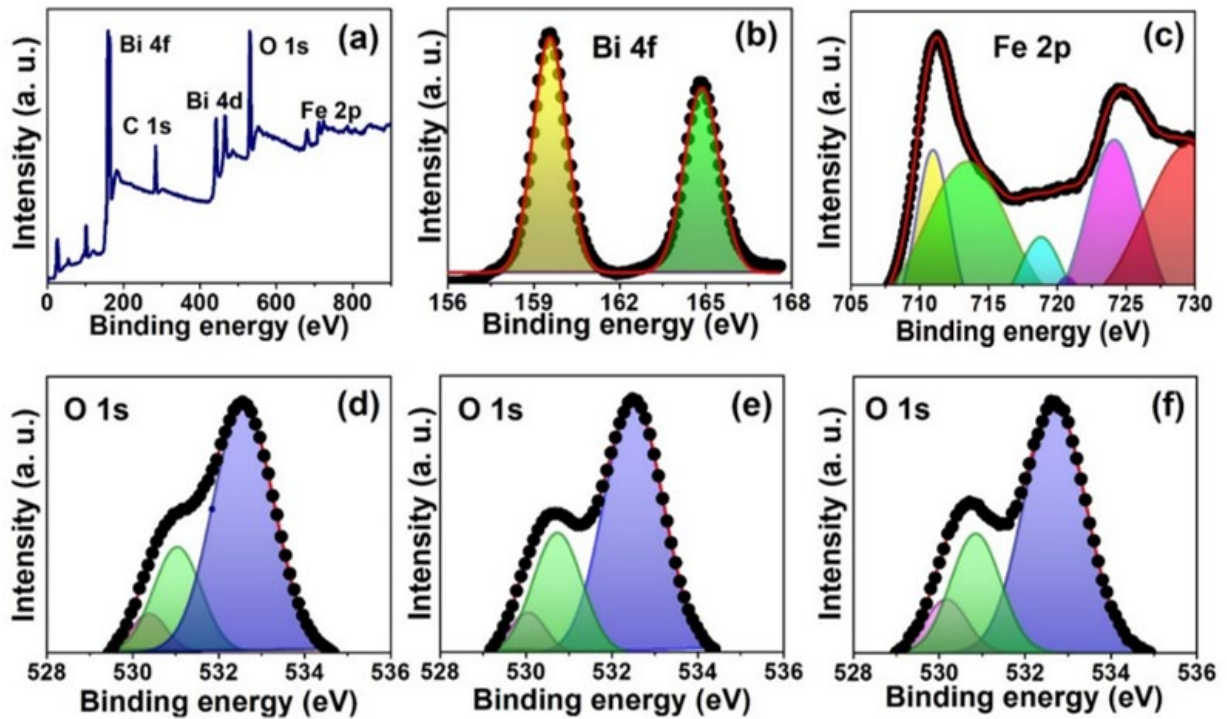 Intensity (a. u.)
(a)
Bi 4f
O 1s
C 1s
Bi 4d
Fe 2p
0 200 400 600 800
Binding energy (eV)
Intensity (a. u.)
Bi 4f
(b)
156 159 162 165 168
Binding energy (eV)
Intensity (a. u.)
Fe 2p
(c)
705 710 715 720 725 730
Binding energy (eV)
Intensity (a. u.)
O 1s
(d)
528 530 532 534 536
Binding energy (eV)
Intensity (a. u.)
O 1s
(e)
528 530 532 534 536
Binding energy (eV)
Intensity (a. u.)
O 1s
(f)
528 530 532 534 536
Binding energy (eV)